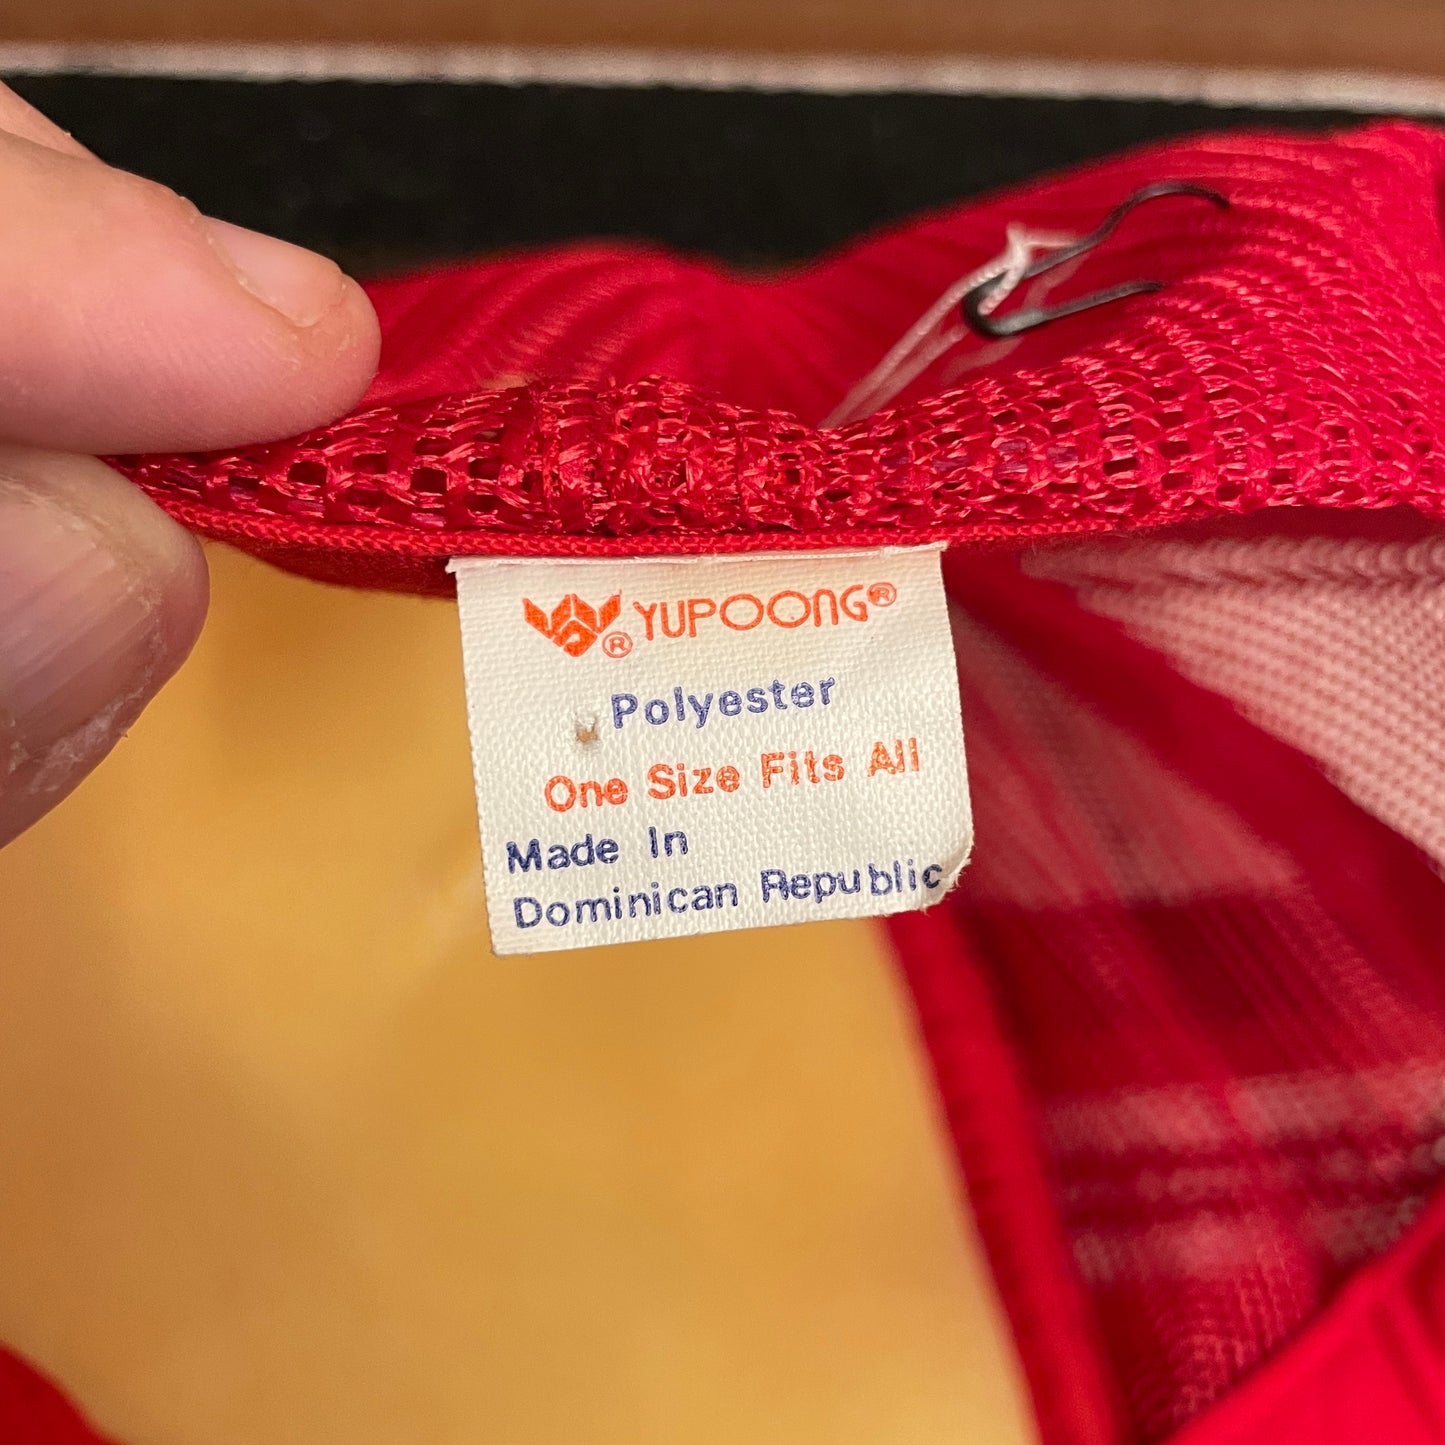 ® YUPOONG®
Polyester
One Size Fits All
Made In
Dominican Republic